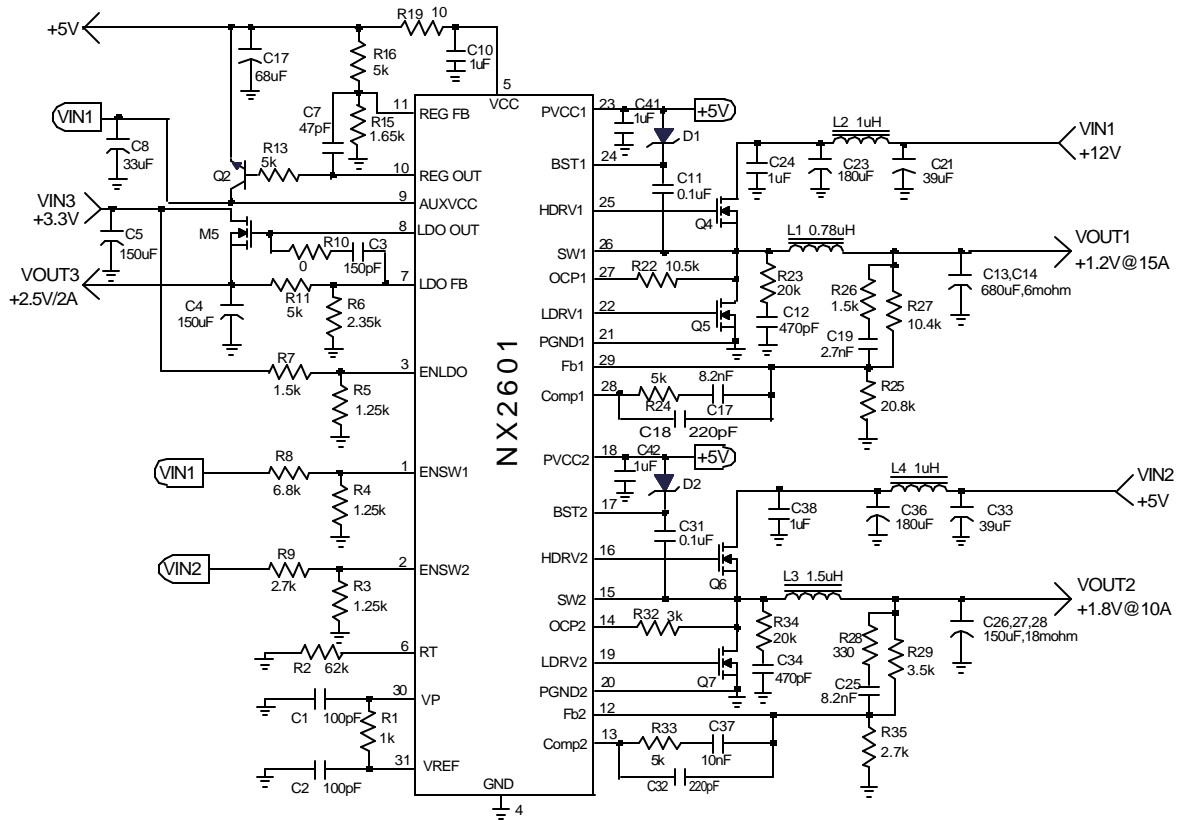 +5V
R19 10
C17
68uF
R16
5k
C10
1uF
5
VCC
VIN1
C8
33uF
C7
47pF
R15
1.65k
11
REG FB
R13
5k
Q2
10
REG OUT
9
AUXVCC
VIN3
+3.3V
C5
150uF
M5
8
LDO OUT
R10
0
C3
150pF
VOUT3
+2.5V/2A
7
LDO FB
R11
5k
C4
150uF
R6
2.35k
R7
1.5k
3
ENLDO
R5
1.25k
VIN1
R8
6.8k
1
ENSW1
R4
1.25k
VIN2
R9
2.7k
2
ENSW2
R3
1.25k
R2
62k
6
RT
30
VP
C1
100pF
R1
1k
31
VREF
C2
100pF
GND
4
NX2601
PVCC1
23
C41
1uF
+5V
D1
BST1
24
C11
0.1uF
L2 1uH
VIN1
+12V
C24
1uF
C23
180uF
C21
39uF
HDRV1
25
Q4
SW1
26
L1 0.78uH
VOUT1
+1.2V@15A
OCP1
27
R22 10.5k
R23
20k
C12
470pF
R26
1.5k
R27
10.4k
C13,C14
680uF,6mohm
LDRV1
22
Q5
C19
2.7nF
PGND1
21
Fb1
29
Comp1
28
5k
R24
8.2nF
C17
C18
220pF
R25
20.8k
PVCC2
18
C42
1uF
+5V
D2
BST2
17
C31
0.1uF
L4 1uH
VIN2
+5V
C38
1uF
C36
180uF
C33
39uF
HDRV2
16
Q6
SW2
15
L3 1.5uH
VOUT2
+1.8V@10A
OCP2
14
R32 3k
R34
20k
C34
470pF
R28
330
R29
3.5k
C26,27,28
150uF,18mohm
LDRV2
19
Q7
C25
8.2nF
PGND2
20
Fb2
12
Comp2
13
R33
5k
C37
10nF
C32
220pF
R35
2.7k